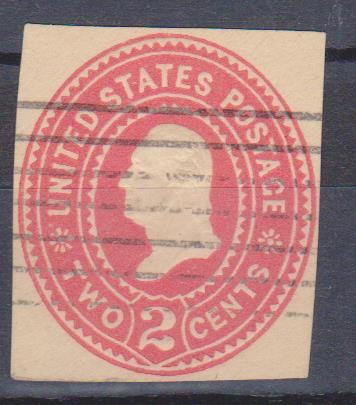 UNITED STATES POSTAGE
TWO 2 CENTS